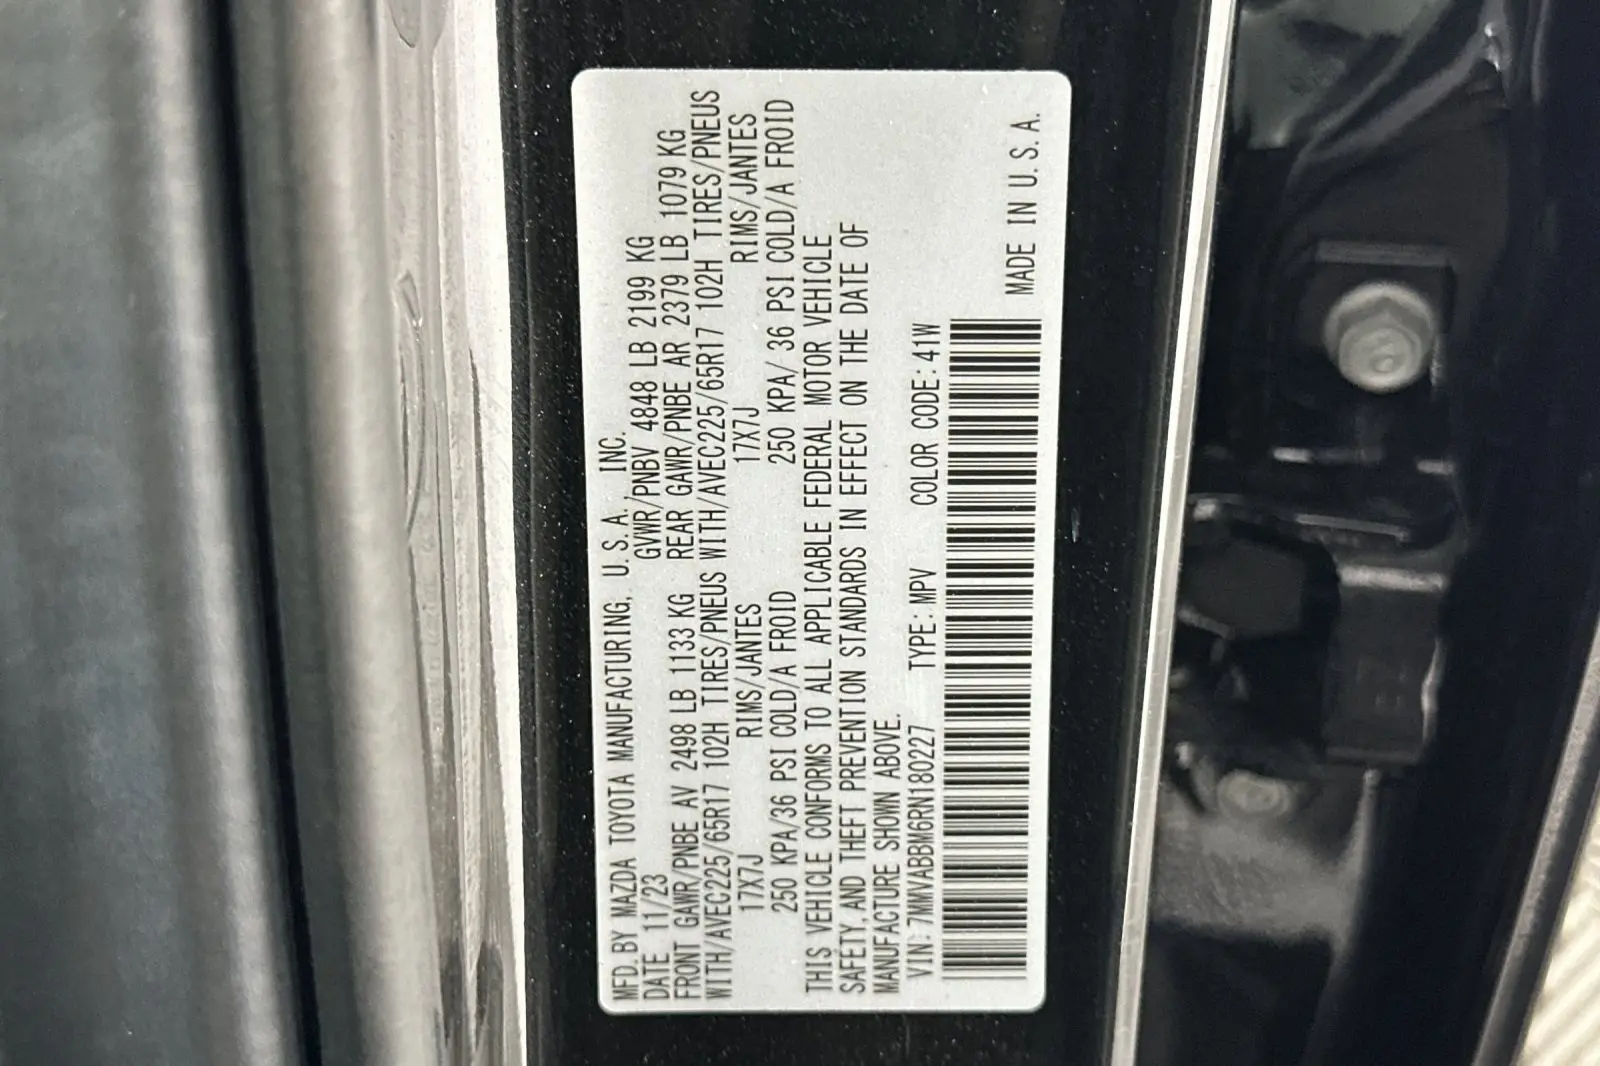 MFD.BY MAZDA TOYOTA MANUFACTURING, U.S.A., INC.
DATE 11/23 GVWR/PNBV 4848 LB 2199 KG
FRONT GAWR/PNBE AV 2498 LB 1133 KG REAR GAWR/PNBE AR 2379 LB 1079 KG
WITH/AVEC225/65R17 102H TIRES/PNEUS WITH/AVEC225/65R17 102H TIRES/PNEUS
17X7J RIMS/JANTES 17X7J RIMS/JANTES
250 KPA/36 PSI COLD/A FROID 250 KPA/ 36 PSI COLD/A FROID
THIS VEHICLE CONFORMS TO ALL APPLICABLE FEDERAL MOTOR VEHICLE
SAFETY, AND THEFT PREVENTION STANDARDS IN EFFECT ON THE DATE OF
MANUFACTURE SHOWN ABOVE.
VIN:7MMVABBM6RN180227 TYPE:MPV COLOR CODE:41W
MADE IN U.S.A.